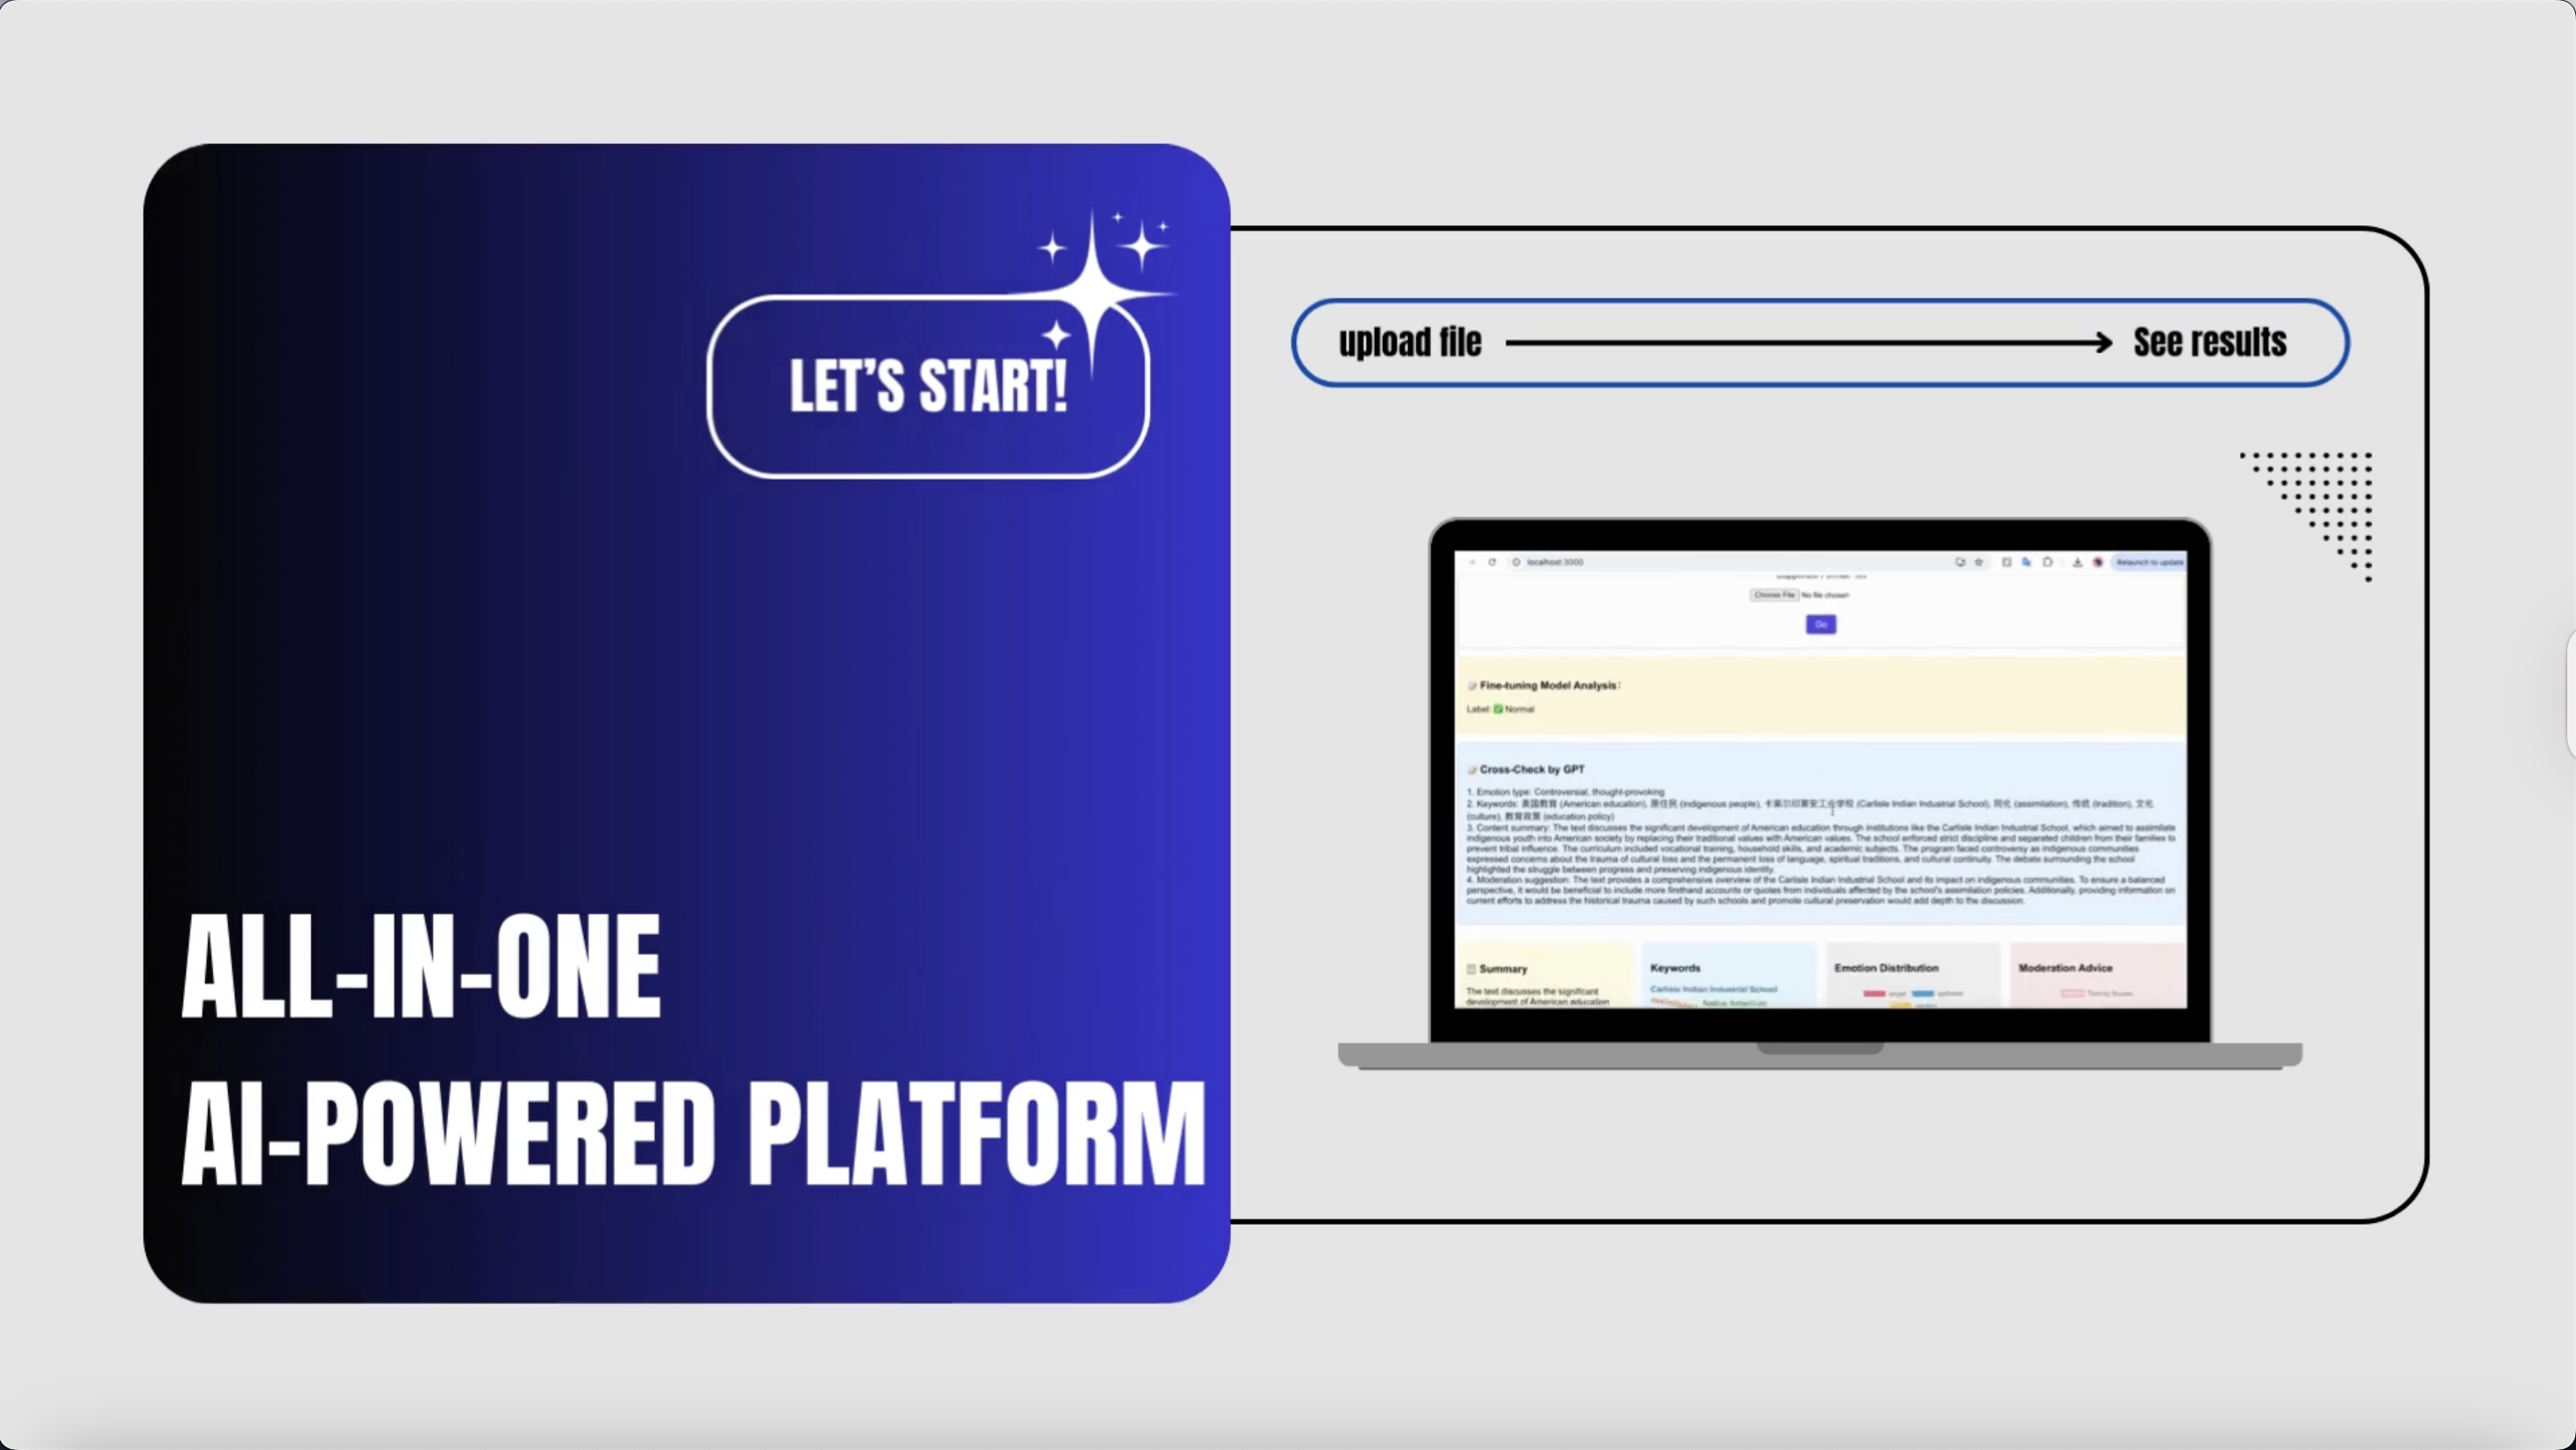 LET'S START!
ALL-IN-ONE
AI-POWERED PLATFORM
upload file
See results
localhost:3000
Relaunch to update
Choose File No file chosen
Go
Fine-tuning Model Analysis:
Label: ✅ Normal
Cross-Check by GPT
1. Emotion type: Controversial, thought-provoking
2. Keywords: 美国教育 (American education), 原住民 (indigenous people), 卡莱尔印第安工业学校 (Carlisle Indian Industrial School), 同化 (assimilation), 传统 (tradition), 文化
(culture), 教育政策 (education policy)
3. Content summary: The text discusses the significant development of American education through institutions like the Carlisle Indian Industrial School, which aimed to assimilate
indigenous youth into American society by replacing their traditional values with American values. The school enforced strict discipline and separated children from their families to
prevent tribal influence. The curriculum included vocational training, household skills, and academic subjects. The program faced controversy as indigenous communities
expressed concerns about the trauma of cultural loss and the permanent loss of language, spiritual traditions, and cultural continuity. The debate surrounding the school
highlighted the struggle between progress and preserving indigenous identity.
4. Moderation suggestion: The text provides a comprehensive overview of the Carlisle Indian Industrial School and its impact on indigenous communities. To ensure a balanced
perspective, it would be beneficial to include more firsthand accounts or quotes from individuals affected by the school's assimilation policies. Additionally, providing information on
current efforts to address the historical trauma caused by such schools and promote cultural preservation would add depth to the discussion.
Summary
The text discusses the significant
development of American education
Keywords
Carlisle Indian Industrial School
Native American
Emotion Distribution
Moderation Advice